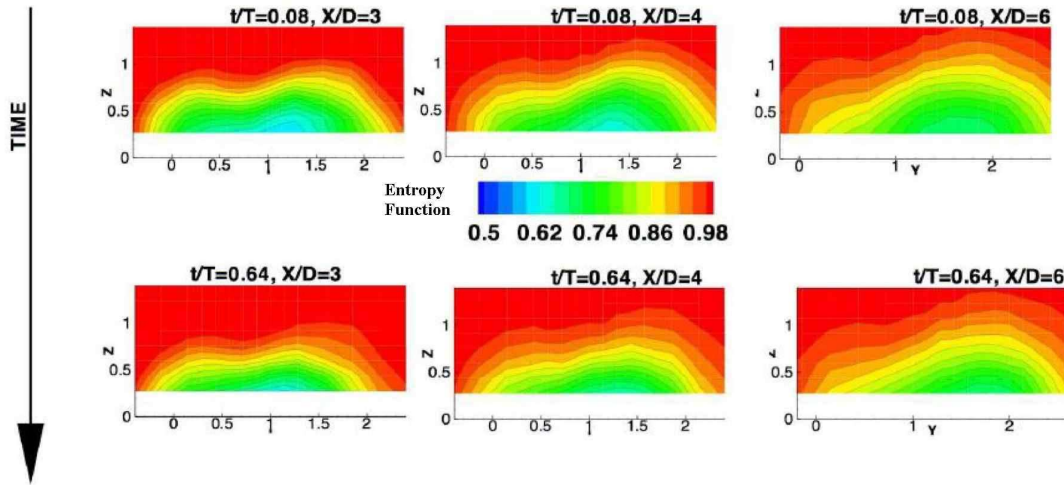 t/T=0.08, X/D=3
t/T=0.08, X/D=4
t/T=0.08, X/D=6
TIME
Z
1
0.5
0
0 0.5 1 1.5 2
Z
1
0.5
0
0 0.5 1 1.5 2
1
0.5
0
0 1 2
Y
Entropy
Function
0.5 0.62 0.74 0.86 0.98
t/T=0.64, X/D=3
t/T=0.64, X/D=4
t/T=0.64, X/D=6
Z
1
0.5
0
0 0.5 1 1.5 2
Z
1
0.5
0
0 0.5 1 1.5 2
1
0.5
0
0 1 2
Y